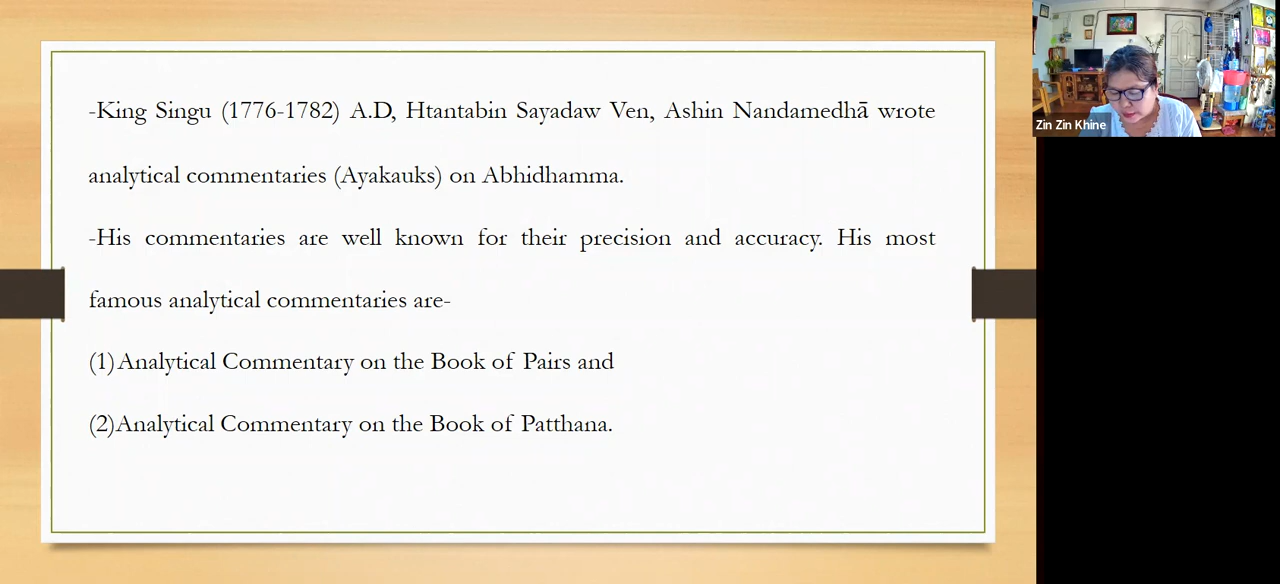 -King Singu (1776-1782) A.D, Htantabin Sayadaw Ven, Ashin Nandamedhā wrote
analytical commentaries (Ayakauks) on Abhidhamma.
-His commentaries are well known for their precision and accuracy. His most
famous analytical commentaries are-
(1)Analytical Commentary on the Book of Pairs and
(2)Analytical Commentary on the Book of Patthana.
Zin Zin Khine